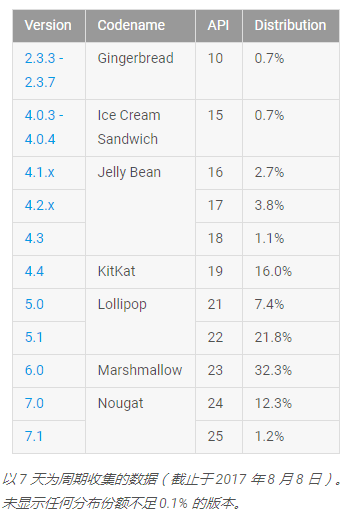 Version Codename API Distribution
2.3.3 - Gingerbread 10 0.7%
2.3.7
4.0.3 - Ice Cream 15 0.7%
4.0.4 Sandwich
4.1.x Jelly Bean 16 2.7%
4.2.x 17 3.8%
4.3 18 1.1%
4.4 KitKat 19 16.0%
5.0 Lollipop 21 7.4%
5.1 22 21.8%
6.0 Marshmallow 23 32.3%
7.0 Nougat 24 12.3%
7.1 25 1.2%
以 7 天为周期收集的数据（截止于 2017 年 8 月 8 日）。
未显示任何分布份额不足 0.1% 的版本。